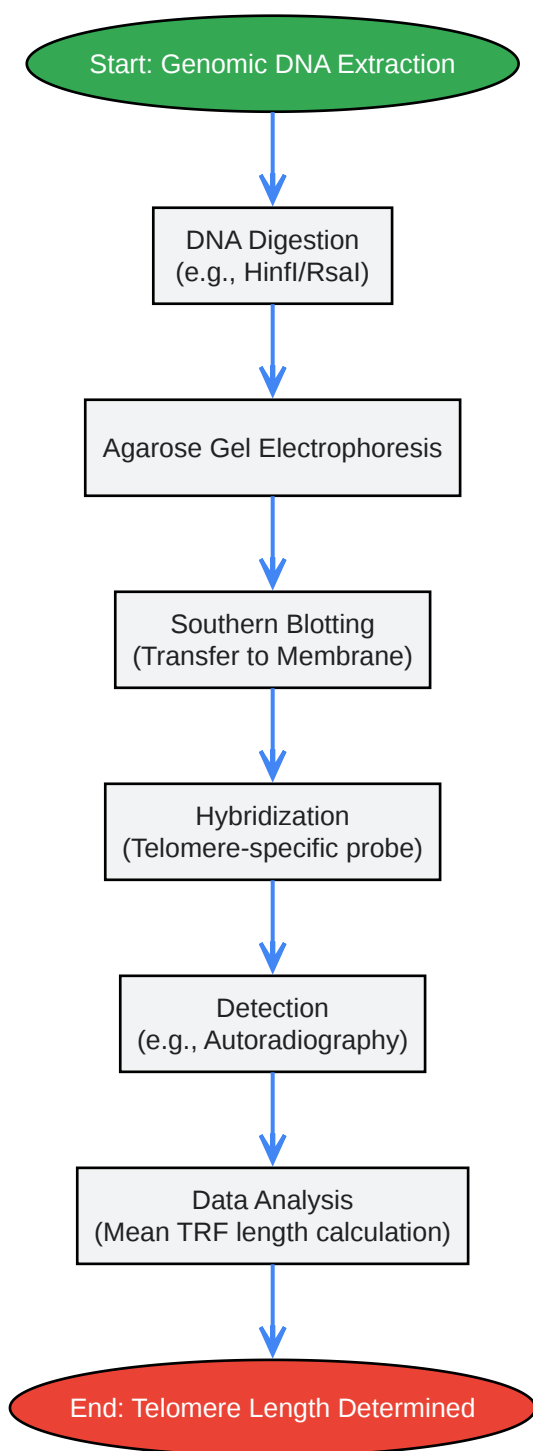 Start: Genomic DNA Extraction
DNA Digestion
(e.g., HinfI/RsaI)
Agarose Gel Electrophoresis
Southern Blotting
(Transfer to Membrane)
Hybridization
(Telomere-specific probe)
Detection
(e.g., Autoradiography)
Data Analysis
(Mean TRF length calculation)
End: Telomere Length Determined